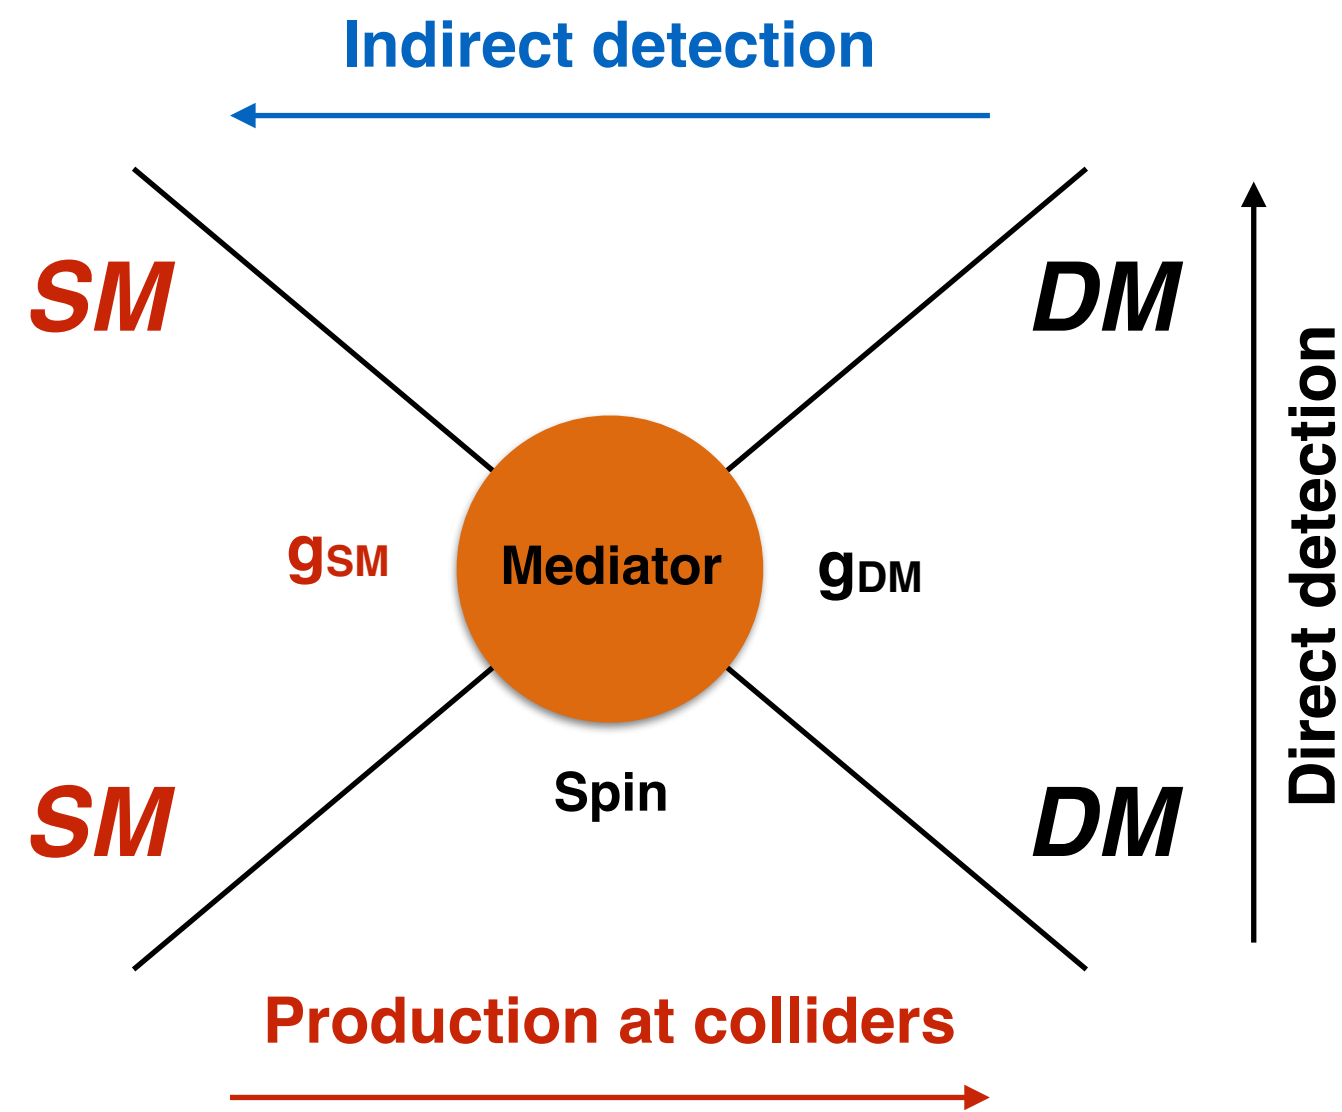 Indirect detection
SM
DM
gSM
Mediator
gDM
Direct detection
Spin
SM
DM
Production at colliders